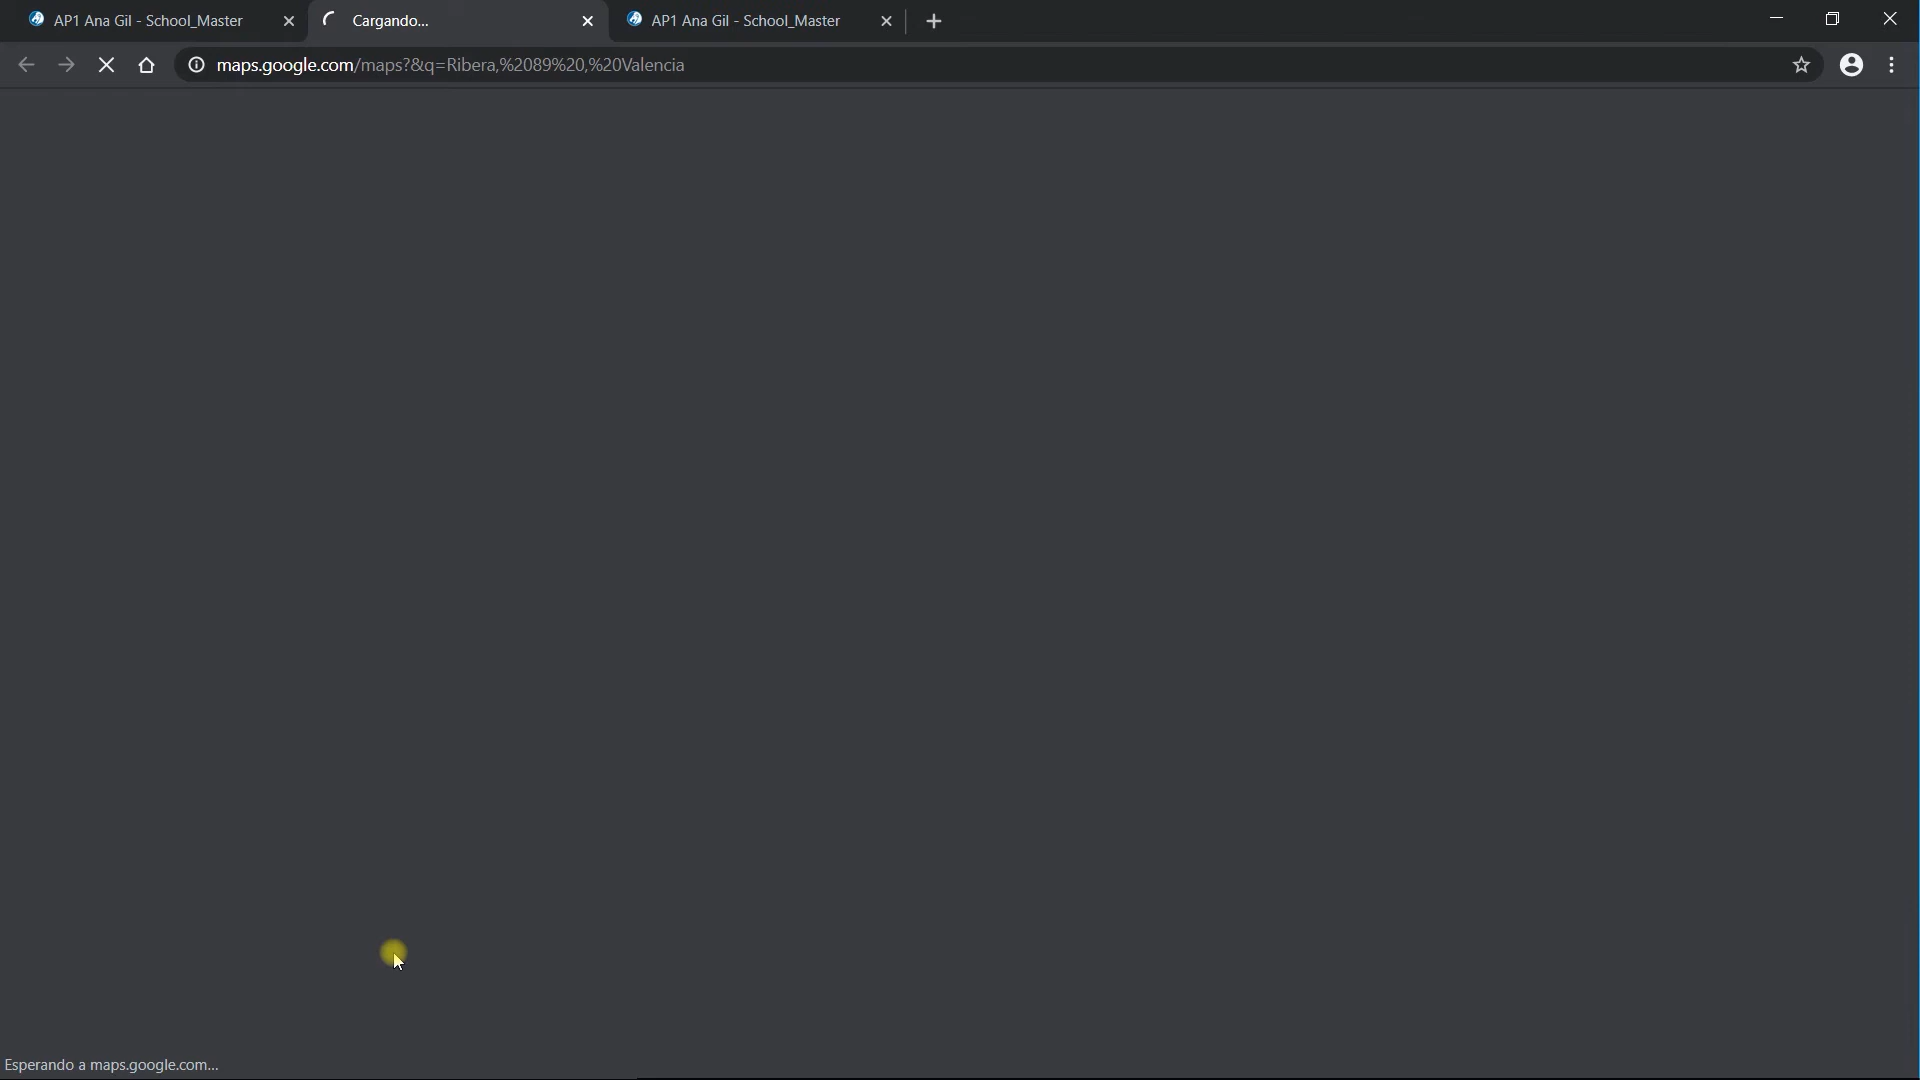 AP1 Ana Gil - School_Master
Cargando...
AP1 Ana Gil - School_Master
maps.google.com/maps?&q=Ribera,%2089%20,%20Valencia
Esperando a maps.google.com...